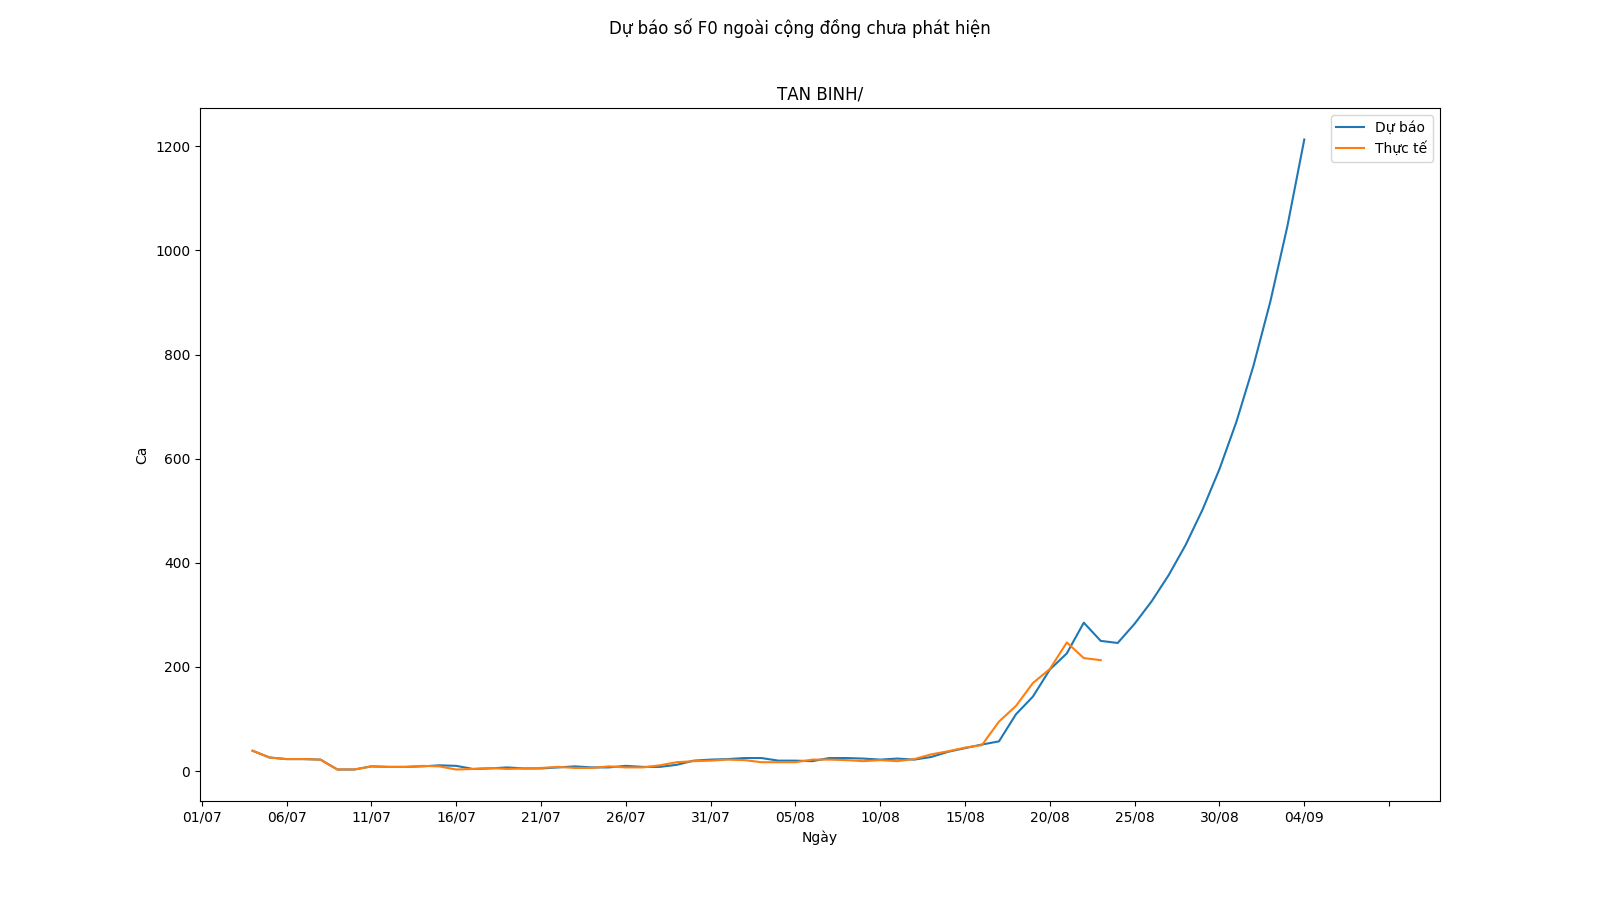 Dự báo số F0 ngoài cộng đồng chưa phát hiện
TAN BINH/
Dự báo
Thực tế
1200
1000
800
600
400
200
0
Ca
01/07 06/07 11/07 16/07 21/07 26/07 31/07 05/08 10/08 15/08 20/08 25/08 30/08 04/09
Ngày